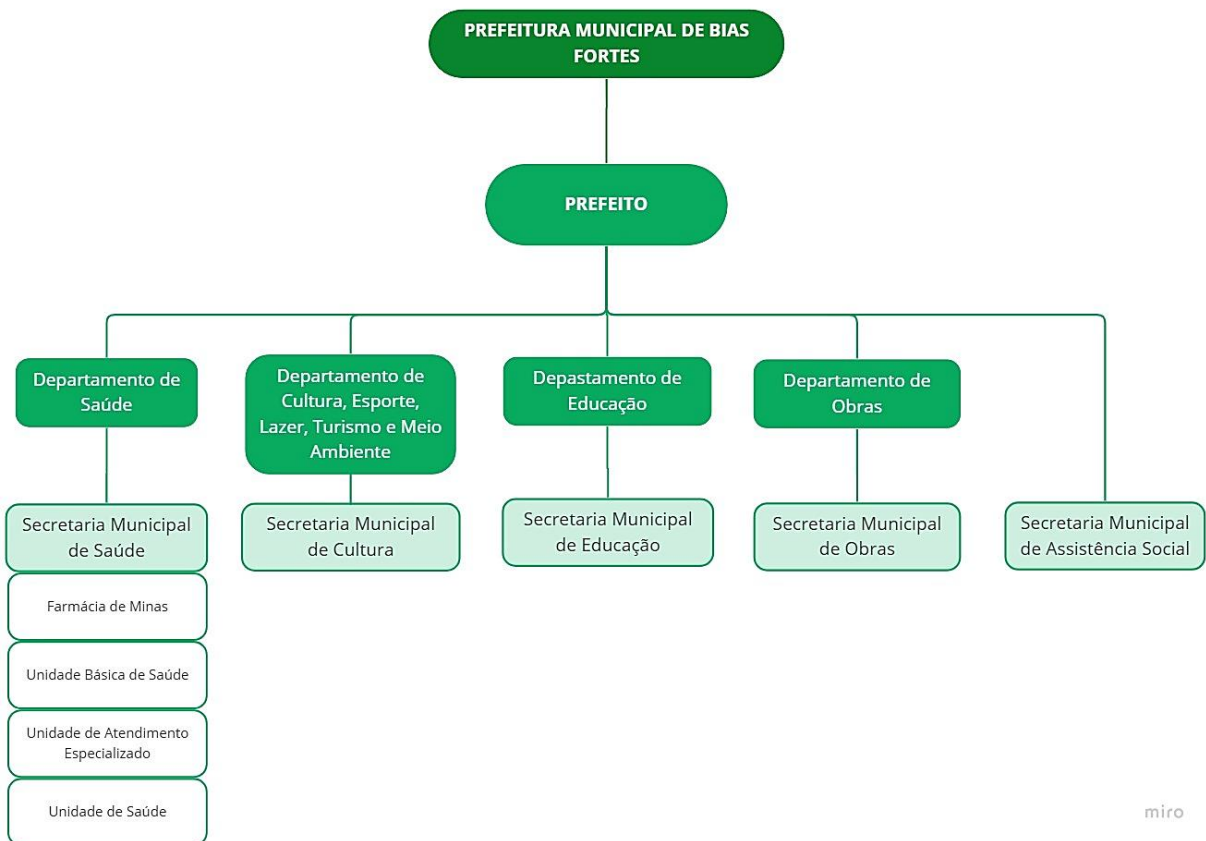 PREFEITURA MUNICIPAL DE BIAS
FORTES
PREFEITO
Departamento de
Saúde
Departamento de
Cultura, Esporte,
Lazer, Turismo e Meio
Ambiente
Depastamento de
Educação
Departamento de
Obras
Secretaria Municipal
de Saúde
Secretaria Municipal
de Cultura
Secretaria Municipal
de Educação
Secretaria Municipal
de Obras
Secretaria Municipal
de Assistência Social
Farmácia de Minas
Unidade Básica de Saúde
Unidade de Atendimento
Especializado
Unidade de Saúde
miro